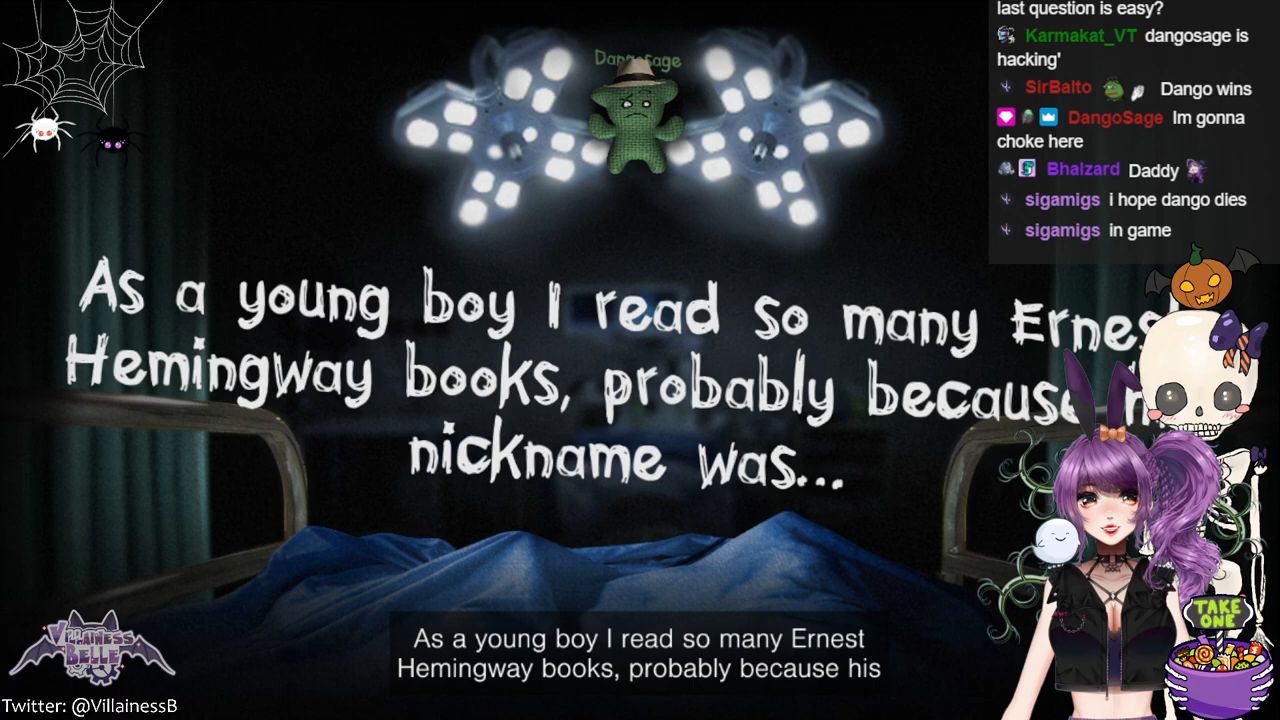 last question is easy?
Karmakat_VT dangosage is
hacking'
SirBalto Dango wins
DangoSage Im gonna
choke here
Bhalzard Daddy
sigamigs i hope dango dies
sigamigs in game
Dangosage
As a young boy I read so many Ernes
Hemingway books, probably because
nickname was...
TAKE
ONE
As a young boy I read so many Ernest
Hemingway books, probably because his
VILLAINESS
BELLE
Twitter: @VillainessB